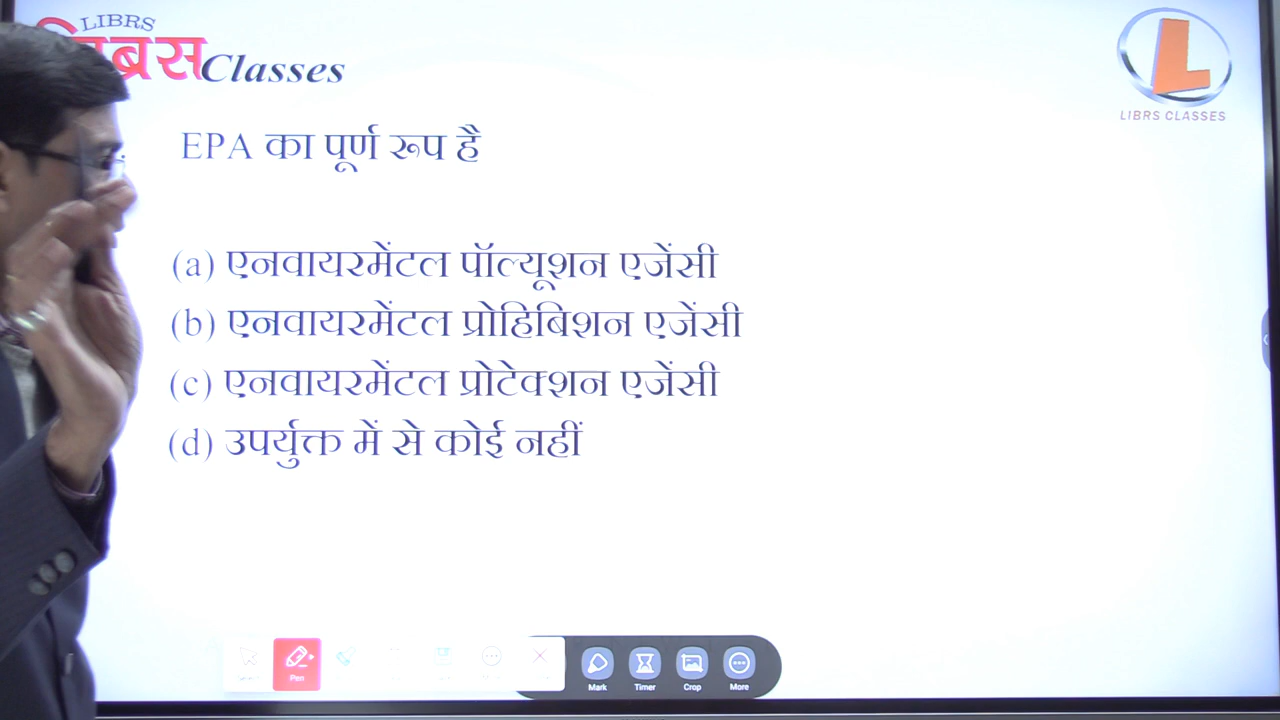 LIBRS
Classes
LIBRS CLASSES
EPA का पूर्ण रूप है
(a) एनवायरमेंटल पॉल्यूशन एजेंसी
(b) एनवायरमेंटल प्रोहिबिशन एजेंसी
(c) एनवायरमेंटल प्रोटेक्शन एजेंसी
(d) उपर्युक्त में से कोई नहीं
Pen
Mark Timer Crop More